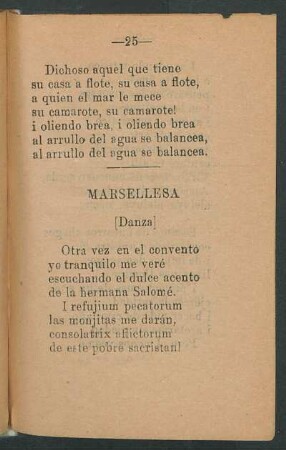 —25—
Dichoso aquel que tiene
su casa a flote, su casa a flote,
a quien el mar le mece
su camarote, su camarote!
i oliendo brea, i oliendo brea
al arrullo del agua se balancea,
al arrullo del agua se balancea.
MARSELLESA
[Danza]
Otra vez en el convento
yo tranquilo me veré
escuchando el dulce acento
de la hermana Salomé.
I refujium pecatorum
las monjitas me darán,
consolatrix aflictorum
de este pobre sacristan!